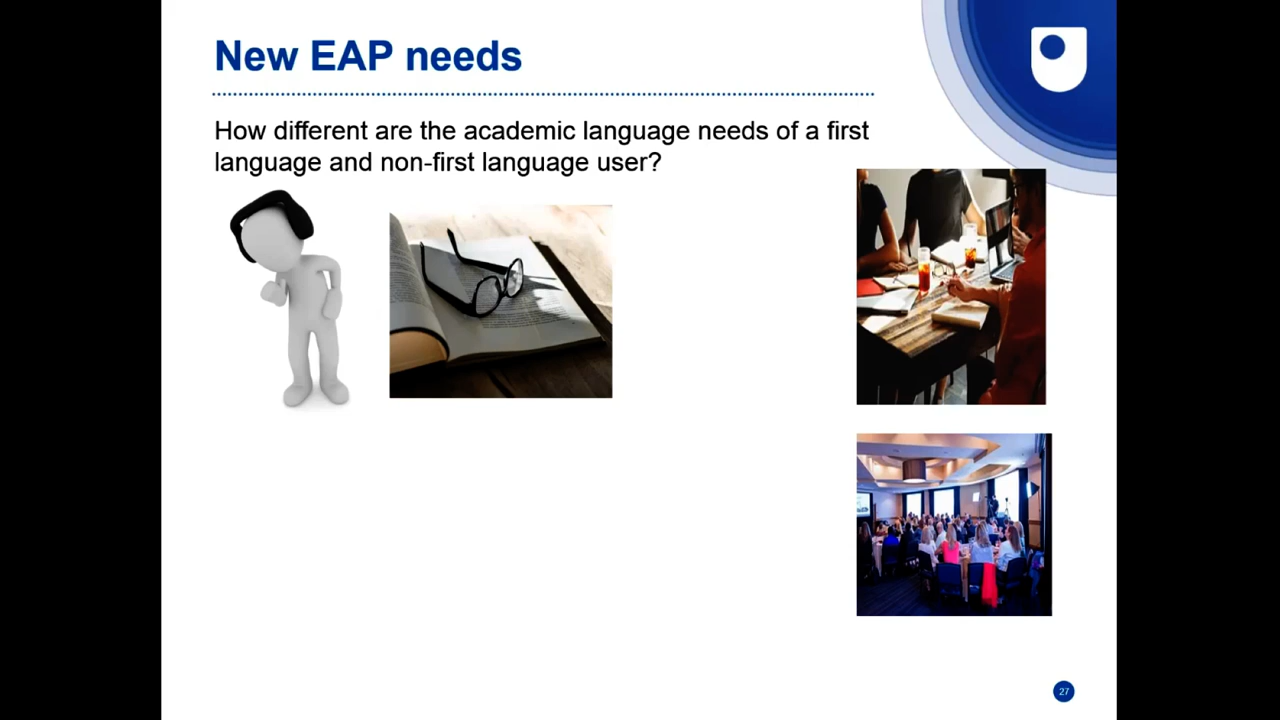 New EAP needs
How different are the academic language needs of a first
language and non-first language user?
27